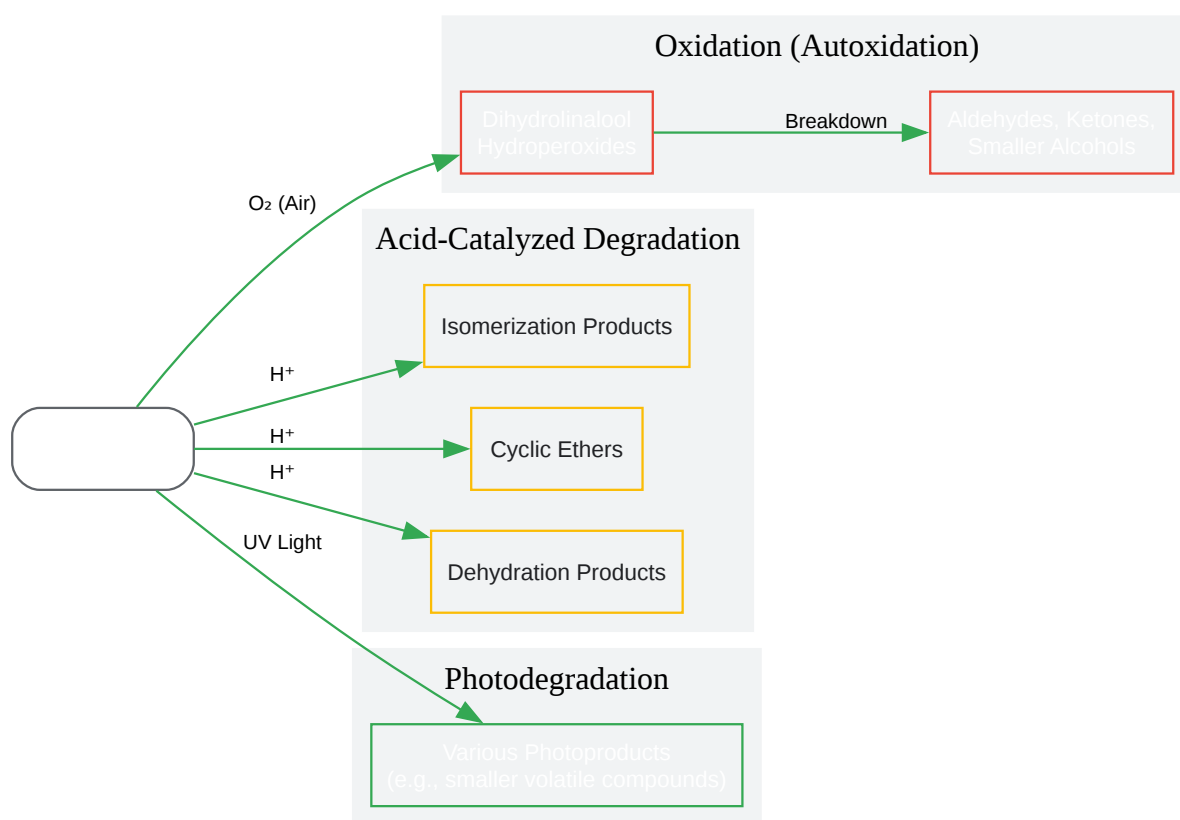 Oxidation (Autoxidation)
Dihydrolinalool
Hydroperoxides
Breakdown
Aldehydes, Ketones,
Smaller Alcohols
O₂ (Air)
Acid-Catalyzed Degradation
Isomerization Products
H⁺
Cyclic Ethers
H⁺
H⁺
Dehydration Products
UV Light
Photodegradation
Various Photoproducts
(e.g., smaller volatile compounds)